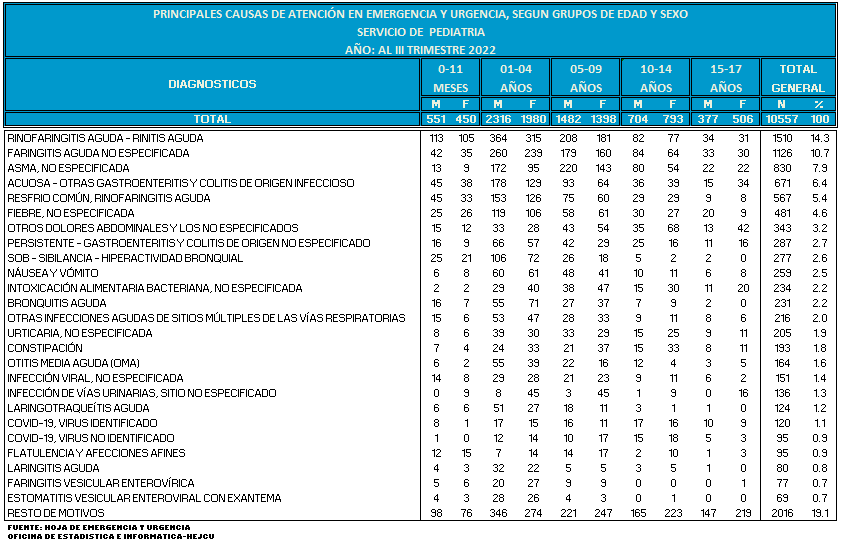 PRINCIPALES CAUSAS DE ATENCIÓN EN EMERGENCIA Y URGENCIA, SEGUN GRUPOS DE EDAD Y SEXO
SERVICIO DE PEDIATRIA
AÑO: AL III TRIMESTRE 2022
DIAGNOSTICOS 0-11 MESES 01-04 AÑOS 05-09 AÑOS 10-14 AÑOS 15-17 AÑOS TOTAL GENERAL
M F M F M F M F M F N %
TOTAL 551 450 2316 1980 1482 1398 704 793 377 506 10557 100
RINOFARINGITIS AGUDA - RINITIS AGUDA 113 105 364 315 208 181 82 77 34 31 1510 14.3
FARINGITIS AGUDA NO ESPECIFICADA 42 35 260 239 179 160 84 64 33 30 1126 10.7
ASMA, NO ESPECIFICADA 13 9 172 95 220 143 80 54 22 22 830 7.9
ACUOSA - OTRAS GASTROENTERITIS Y COLITIS DE ORIGEN INFECCIOSO 45 38 178 129 93 64 36 39 15 34 671 6.4
RESFRIO COMÚN, RINOFARINGITIS AGUDA 45 33 153 126 75 60 29 29 9 8 567 5.4
FIEBRE, NO ESPECIFICADA 25 26 119 106 58 61 30 27 20 9 481 4.6
OTROS DOLORES ABDOMINALES Y LOS NO ESPECIFICADOS 15 12 33 28 43 54 35 68 13 42 343 3.2
PERSISTENTE - GASTROENTERITIS Y COLITIS DE ORIGEN NO ESPECIFICADO 16 9 66 57 42 29 25 16 11 16 287 2.7
SOB - SIBILANCIA - HIPERACTIVIDAD BRONQUIAL 25 21 106 72 26 18 5 2 2 0 277 2.6
NÁUSEA Y VÓMITO 6 8 60 61 48 41 10 11 6 8 259 2.5
INTOXICACIÓN ALIMENTARIA BACTERIANA, NO ESPECIFICADA 2 2 29 40 38 47 15 30 11 20 234 2.2
BRONQUITIS AGUDA 16 7 55 71 27 37 7 9 2 0 231 2.2
OTRAS INFECCIONES AGUDAS DE SITIOS MÚLTIPLES DE LAS VÍAS RESPIRATORIAS 15 6 53 47 28 33 9 11 8 6 216 2.0
URTICARIA, NO ESPECIFICADA 8 6 39 30 33 29 15 25 9 11 205 1.9
CONSTIPACIÓN 7 4 24 33 21 37 15 33 8 11 193 1.8
OTITIS MEDIA AGUDA (OMA) 6 2 55 39 22 16 12 4 3 5 164 1.6
INFECCIÓN VIRAL, NO ESPECIFICADA 14 8 29 28 21 23 9 11 6 2 151 1.4
INFECCIÓN DE VÍAS URINARIAS, SITIO NO ESPECIFICADO 0 9 8 45 3 45 1 9 0 16 136 1.3
LARINGOTRAQUEÍTIS AGUDA 6 6 51 27 18 11 3 1 1 0 124 1.2
COVID-19, VIRUS IDENTIFICADO 8 1 17 15 16 11 17 16 10 9 120 1.1
COVID-19, VIRUS NO IDENTIFICADO 1 0 12 14 10 17 15 18 5 3 95 0.9
FLATULENCIA Y AFECCIONES AFINES 12 15 7 14 14 17 2 10 1 3 95 0.9
LARINGITIS AGUDA 4 3 32 22 5 5 3 5 1 0 80 0.8
FARINGITIS VESICULAR ENTEROVÍRICA 5 6 20 27 9 9 0 0 0 1 77 0.7
ESTOMATITIS VESICULAR ENTEROVIRAL CON EXANTEMA 4 3 28 26 4 3 0 1 0 0 69 0.7
RESTO DE MOTIVOS 98 76 346 274 221 247 165 223 147 219 2016 19.1
FUENTE: HOJA DE EMERGENCIA Y URGENCIA
OFICINA DE ESTADISTICA E INFORMATICA-HEJCU